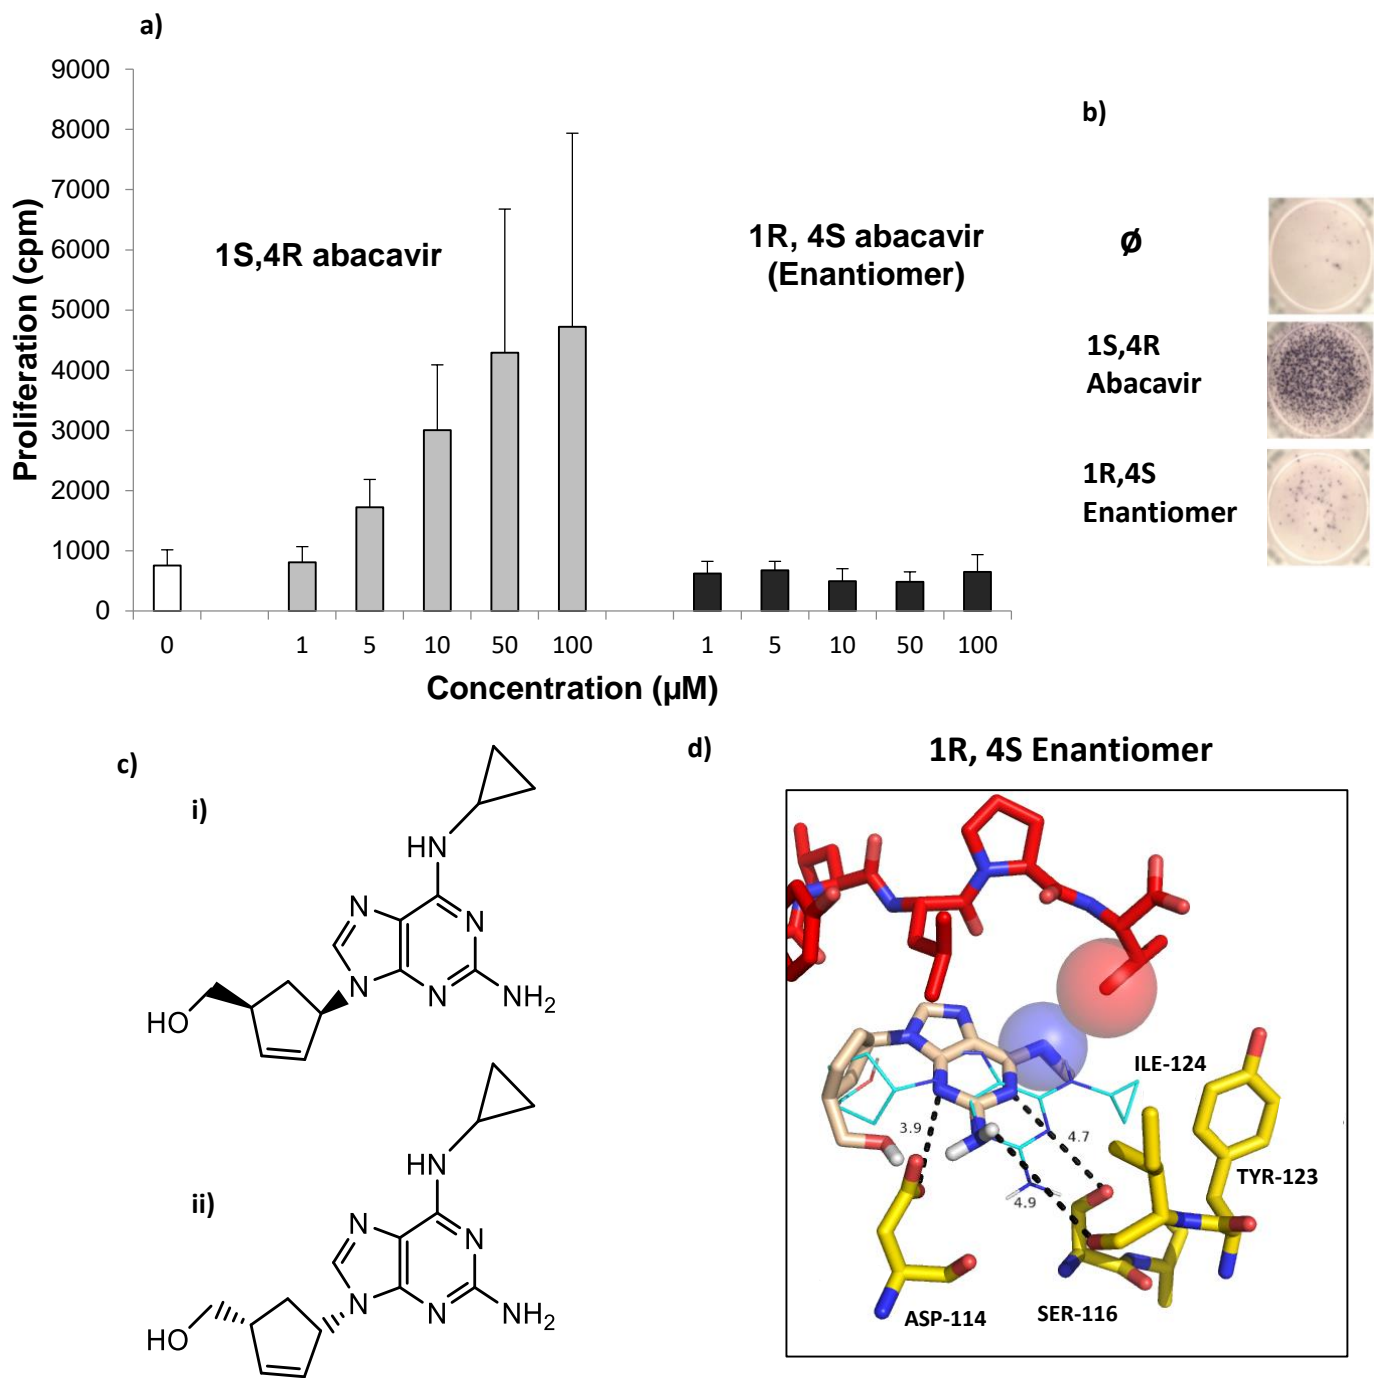 a)
9000
8000
7000
6000
5000
4000
3000
2000
1000
0
Proliferation (cpm)
1S,4R abacavir
1R, 4S abacavir
(Enantiomer)
0
1
5
10
50
100
1
5
10
50
100
Concentration (µM)
b)
Ø
1S,4R
Abacavir
1R,4S
Enantiomer
c)
i)
HN
N
N
N
N
NH2
HO
ii)
HN
N
N
N
N
NH2
HO
d)
1R, 4S Enantiomer
ILE-124
3.9
4.7
TYR-123
4.9
SER-116
ASP-114